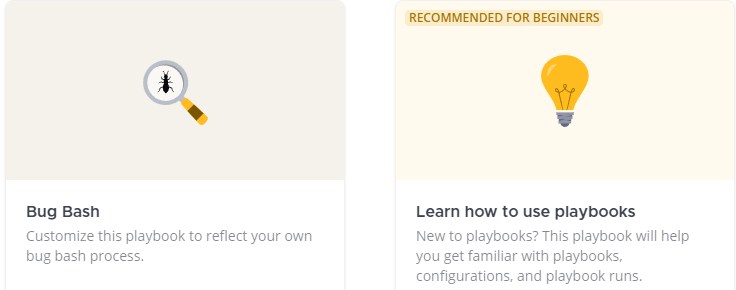 Bug Bash
Customize this playbook to reflect your own
bug bash process.
RECOMMENDED FOR BEGINNERS
Learn how to use playbooks
New to playbooks? This playbook will help
you get familiar with playbooks,
configurations, and playbook runs.